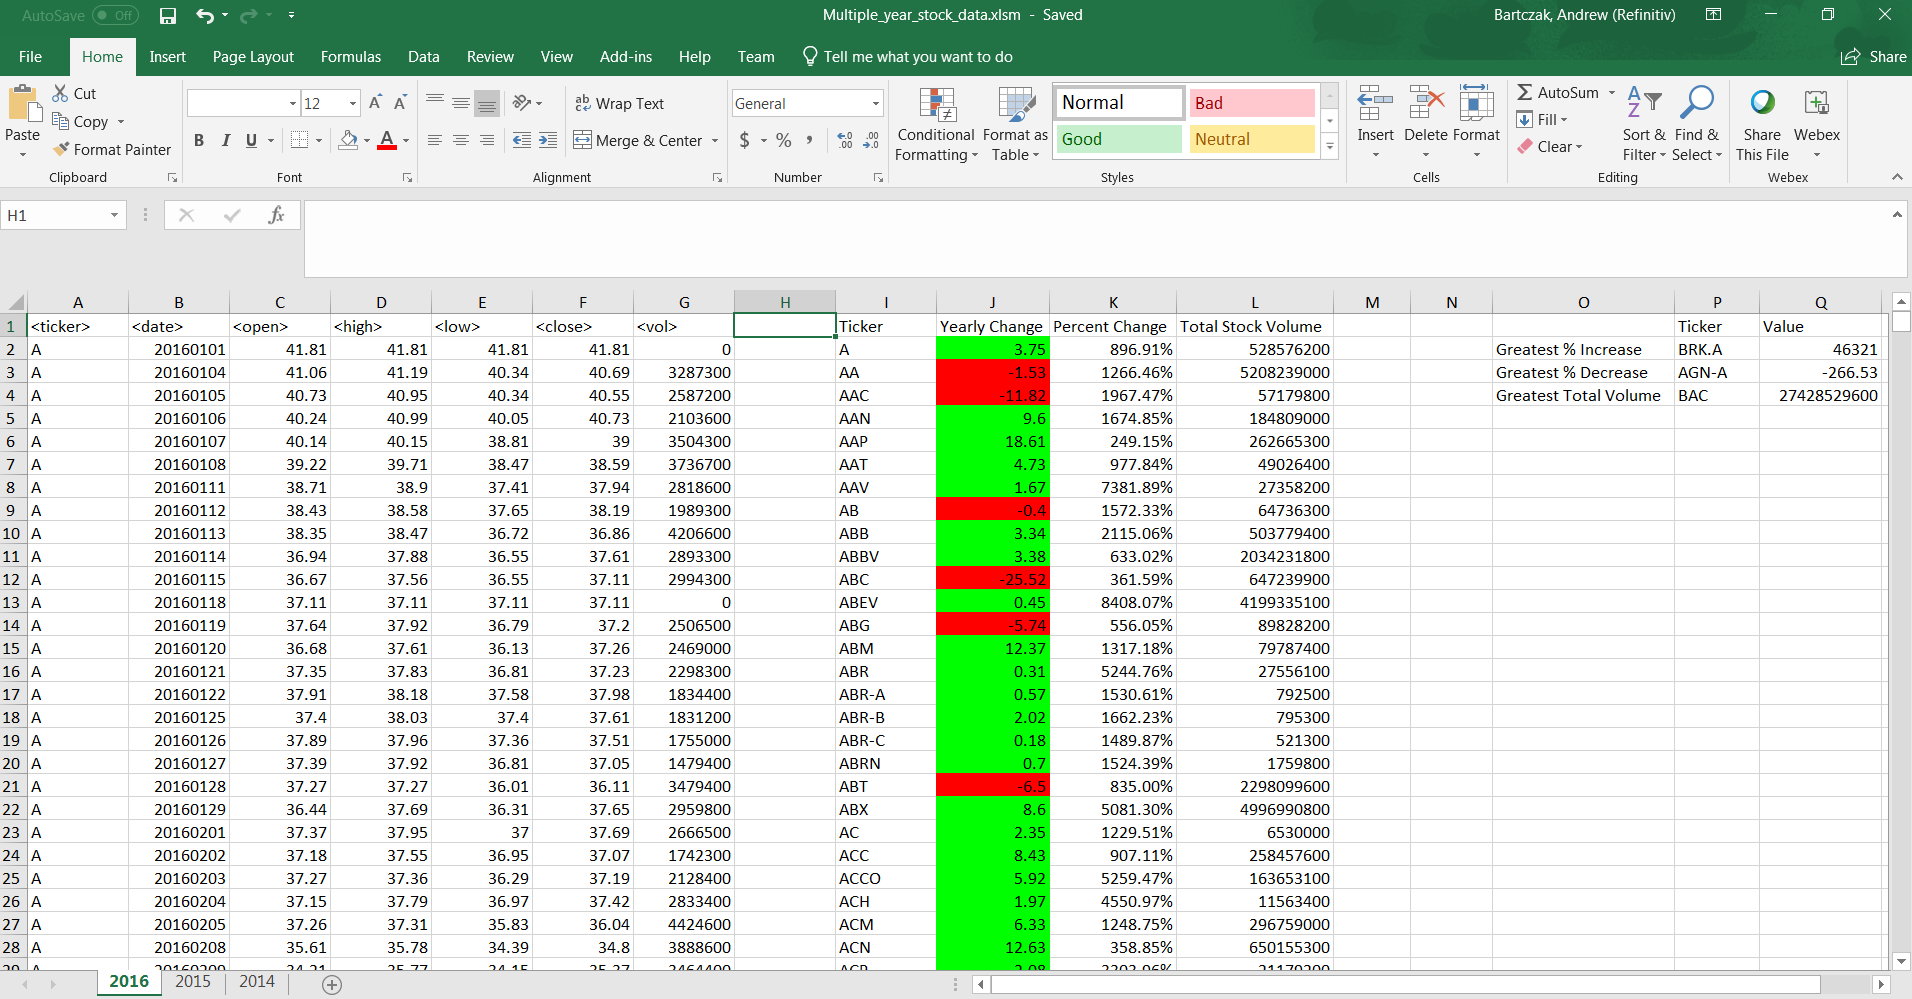 AutoSave Off Multiple_year_stock_data.xlsm - Saved Bartczak, Andrew (Refinitiv)
File Home Insert Page Layout Formulas Data Review View Add-ins Help Team Tell me what you want to do Share
Paste Cut Copy Format Painter Clipboard
12 A A B I U A Font
ab c Wrap Text Merge & Center Alignment
General $ % , .0 .00 .00 .0 Number
Conditional Formatting Format as Table Normal Bad Good Neutral Styles
Insert Delete Format Cells
AutoSum Fill Clear Sort & Filter Find & Select Editing
Share This File Webex Webex
H1 fx
A B C D E F G H I J K L M N O P Q
1 <ticker> <date> <open> <high> <low> <close> <vol> Ticker Yearly Change Percent Change Total Stock Volume Ticker Value
2 A 20160101 41.81 41.81 41.81 41.81 0 A 3.75 896.91% 528576200 Greatest % Increase BRK.A 46321
3 A 20160104 41.06 41.19 40.34 40.69 3287300 AA -1.53 1266.46% 5208239000 Greatest % Decrease AGN-A -266.53
4 A 20160105 40.73 40.95 40.34 40.55 2587200 AAC -11.82 1967.47% 57179800 Greatest Total Volume BAC 27428529600
5 A 20160106 40.24 40.99 40.05 40.73 2103600 AAN 9.6 1674.85% 184809000
6 A 20160107 40.14 40.15 38.81 39 3504300 AAP 18.61 249.15% 262665300
7 A 20160108 39.22 39.71 38.47 38.59 3736700 AAT 4.73 977.84% 49026400
8 A 20160111 38.71 38.9 37.41 37.94 2818600 AAV 1.67 7381.89% 27358200
9 A 20160112 38.43 38.58 37.65 38.19 1989300 AB -0.4 1572.33% 64736300
10 A 20160113 38.35 38.47 36.72 36.86 4206600 ABB 3.34 2115.06% 503779400
11 A 20160114 36.94 37.88 36.55 37.61 2893300 ABBV 3.38 633.02% 2034231800
12 A 20160115 36.67 37.56 36.55 37.11 2994300 ABC -25.52 361.59% 647239900
13 A 20160118 37.11 37.11 37.11 37.11 0 ABEV 0.45 8408.07% 4199335100
14 A 20160119 37.64 37.92 36.79 37.2 2506500 ABG -5.74 556.05% 89828200
15 A 20160120 36.68 37.61 36.13 37.26 2469000 ABM 12.37 1317.18% 79787400
16 A 20160121 37.35 37.83 36.81 37.23 2298300 ABR 0.31 5244.76% 27556100
17 A 20160122 37.91 38.18 37.58 37.98 1834400 ABR-A 0.57 1530.61% 792500
18 A 20160125 37.4 38.03 37.4 37.61 1831200 ABR-B 2.02 1662.23% 795300
19 A 20160126 37.89 37.96 37.36 37.51 1755000 ABR-C 0.18 1489.87% 521300
20 A 20160127 37.39 37.92 36.81 37.05 1479400 ABRN 0.7 1524.39% 1759800
21 A 20160128 37.27 37.27 36.01 36.11 3479400 ABT -6.5 835.00% 2298099600
22 A 20160129 36.44 37.69 36.31 37.65 2959800 ABX 8.6 5081.30% 4996990800
23 A 20160201 37.37 37.95 37 37.69 2666500 AC 2.35 1229.51% 6530000
24 A 20160202 37.18 37.55 36.95 37.07 1742300 ACC 8.43 907.11% 258457600
25 A 20160203 37.27 37.36 36.29 37.19 2128400 ACCO 5.92 5259.47% 163653100
26 A 20160204 37.15 37.79 36.97 37.42 2833400 ACH 1.97 4550.97% 11563400
27 A 20160205 37.26 37.31 35.83 36.04 4424600 ACM 6.33 1248.75% 296759000
28 A 20160208 35.61 35.78 34.39 34.8 3888600 ACN 12.63 358.85% 650155300
2016 2015 2014